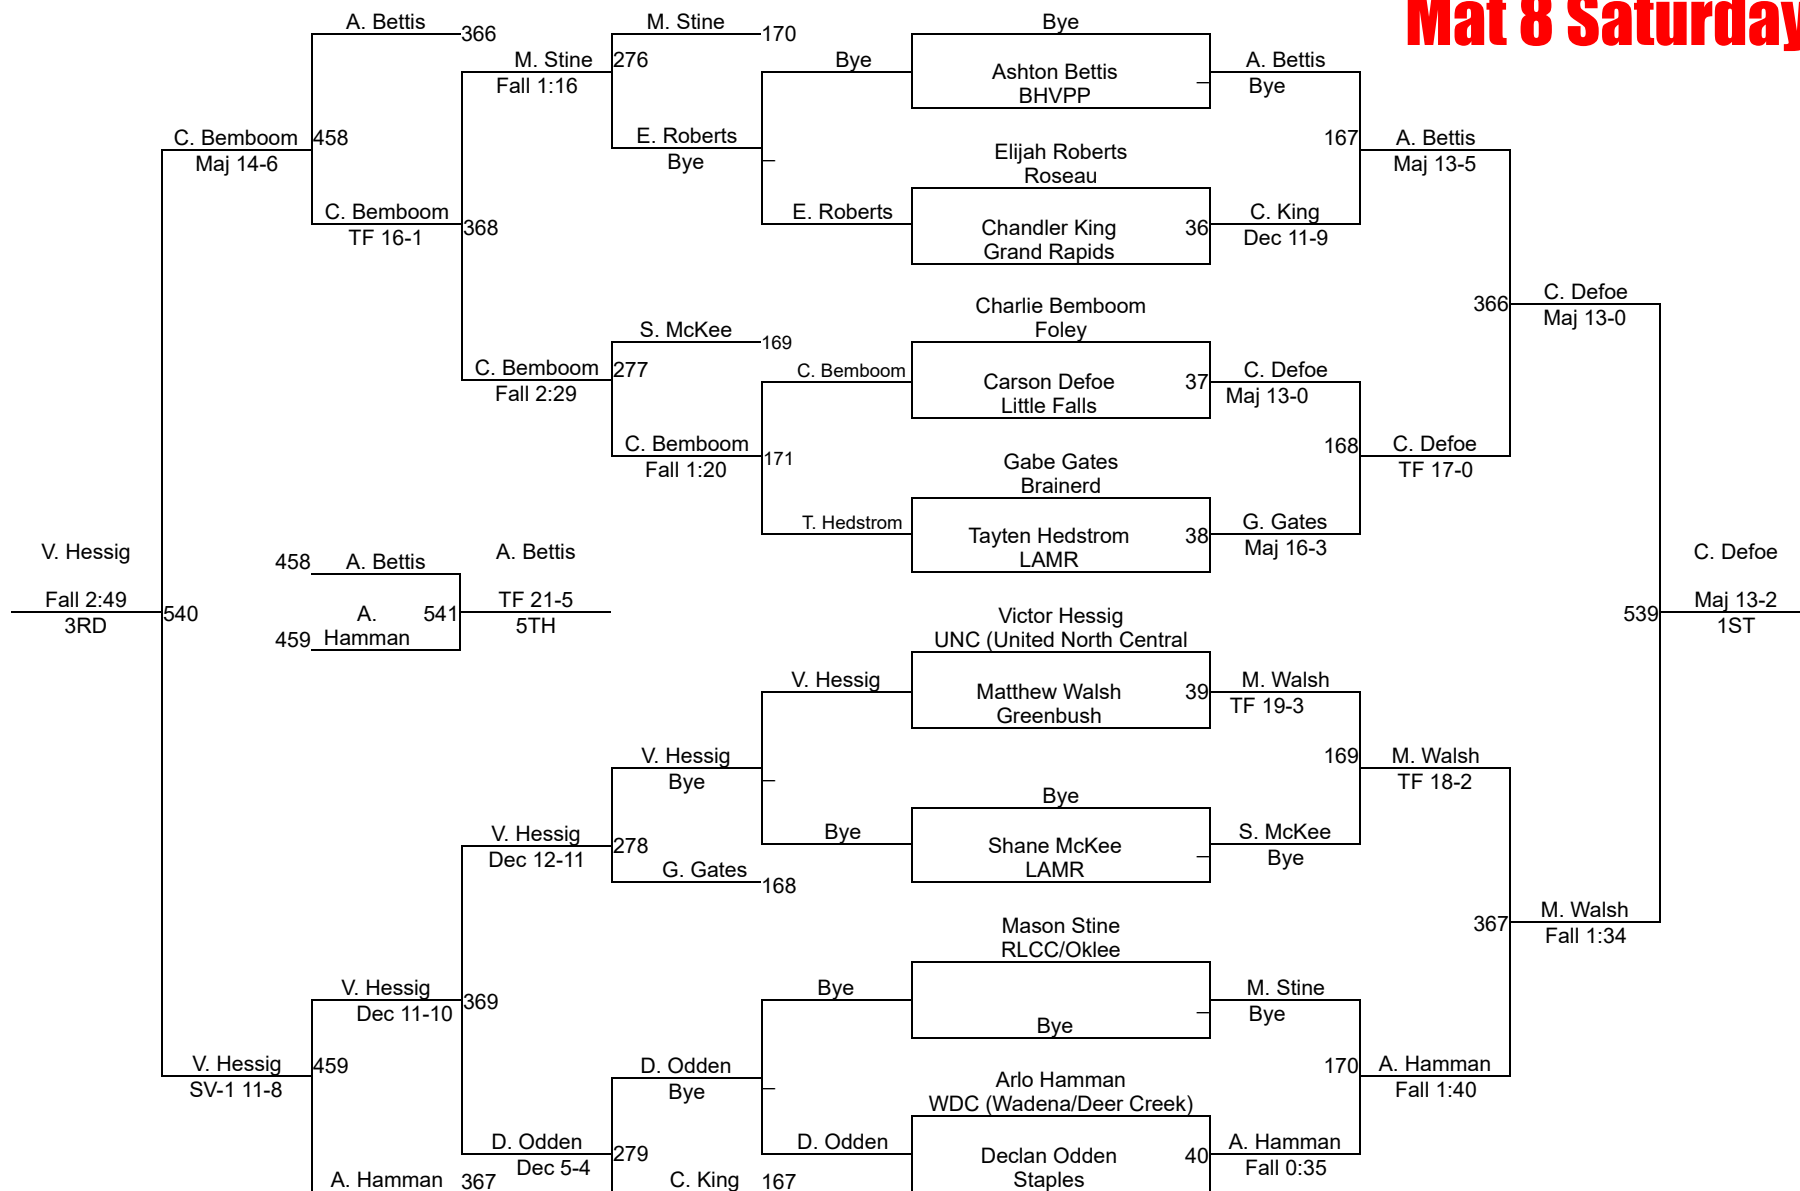 Mat 8 Saturday
A. Bettis
366
M. Stine
170
Bye
M. Stine
276
Fall 1:16
Bye
Ashton Bettis
BHVPP
A. Bettis
Bye
C. Bemboom
458
Maj 14-6
E. Roberts
Bye
Elijah Roberts
Roseau
167
A. Bettis
Maj 13-5
C. Bemboom
TF 16-1
368
E. Roberts
Chandler King
Grand Rapids
36
C. King
Dec 11-9
Charlie Bemboom
Foley
366
C. Defoe
Maj 13-0
S. McKee
169
C. Bemboom
277
Fall 2:29
C. Bemboom
Carson Defoe
Little Falls
37
C. Defoe
Maj 13-0
C. Bemboom
Fall 1:20
171
Gabe Gates
Brainerd
168
C. Defoe
TF 17-0
T. Hedstrom
Tayten Hedstrom
LAMR
38
G. Gates
Maj 16-3
V. Hessig
Fall 2:49
3RD
540
458
A. Bettis
A.
Hamman
459
541
A. Bettis
TF 21-5
5TH
C. Defoe
Maj 13-2
1ST
539
Victor Hessig
UNC (United North Central
V. Hessig
Matthew Walsh
Greenbush
39
M. Walsh
TF 19-3
V. Hessig
Bye
169
M. Walsh
TF 18-2
Bye
V. Hessig
278
Dec 12-11
Bye
Shane McKee
LAMR
S. McKee
Bye
G. Gates
168
Mason Stine
RLCC/Oklee
367
M. Walsh
Fall 1:34
V. Hessig
Dec 11-10
369
Bye
Bye
M. Stine
Bye
V. Hessig
459
SV-1 11-8
D. Odden
Bye
Arlo Hamman
WDC (Wadena/Deer Creek)
170
A. Hamman
Fall 1:40
D. Odden
Dec 5-4
279
D. Odden
Declan Odden
Staples
40
A. Hamman
Fall 0:35
A. Hamman
367
C. King
167